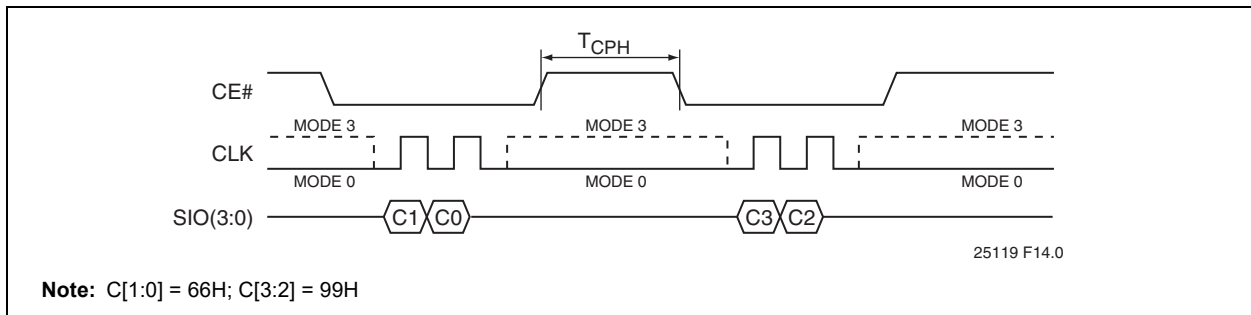 TCPH
CE#
MODE 3 MODE 3 MODE 3
CLK
MODE 0 MODE 0 MODE 0
SIO(3:0) C1 C0 C3 C2
25119 F14.0
Note: C[1:0] = 66H; C[3:2] = 99H